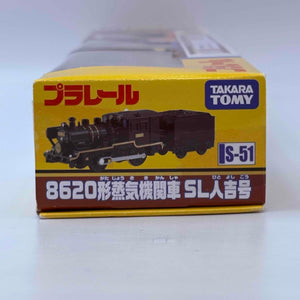 プラレール
TAKARA TOMY
S-51
がた じょう き き かん しゃ
ひと よし ごう
8620形蒸気機関車 SL人吉号